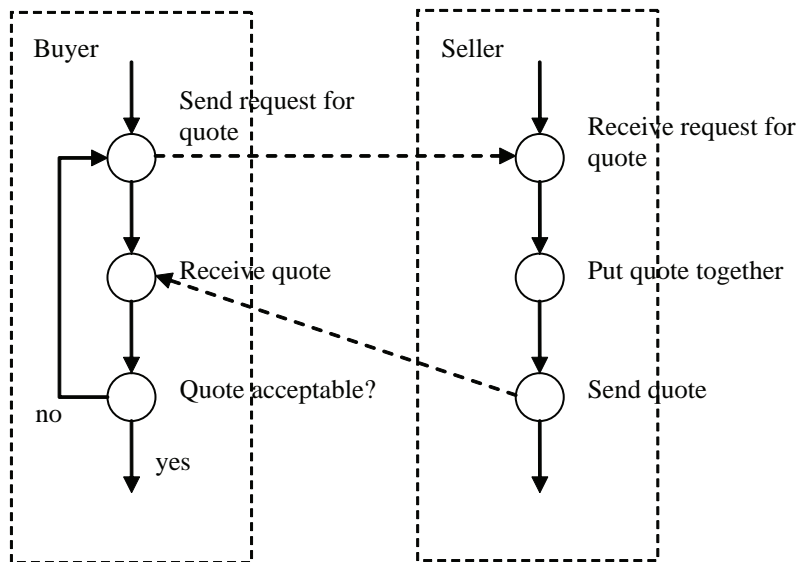 Buyer
Send request for
quote
Receive quote
Quote acceptable?
no
yes
Seller
Receive request for
quote
Put quote together
Send quote